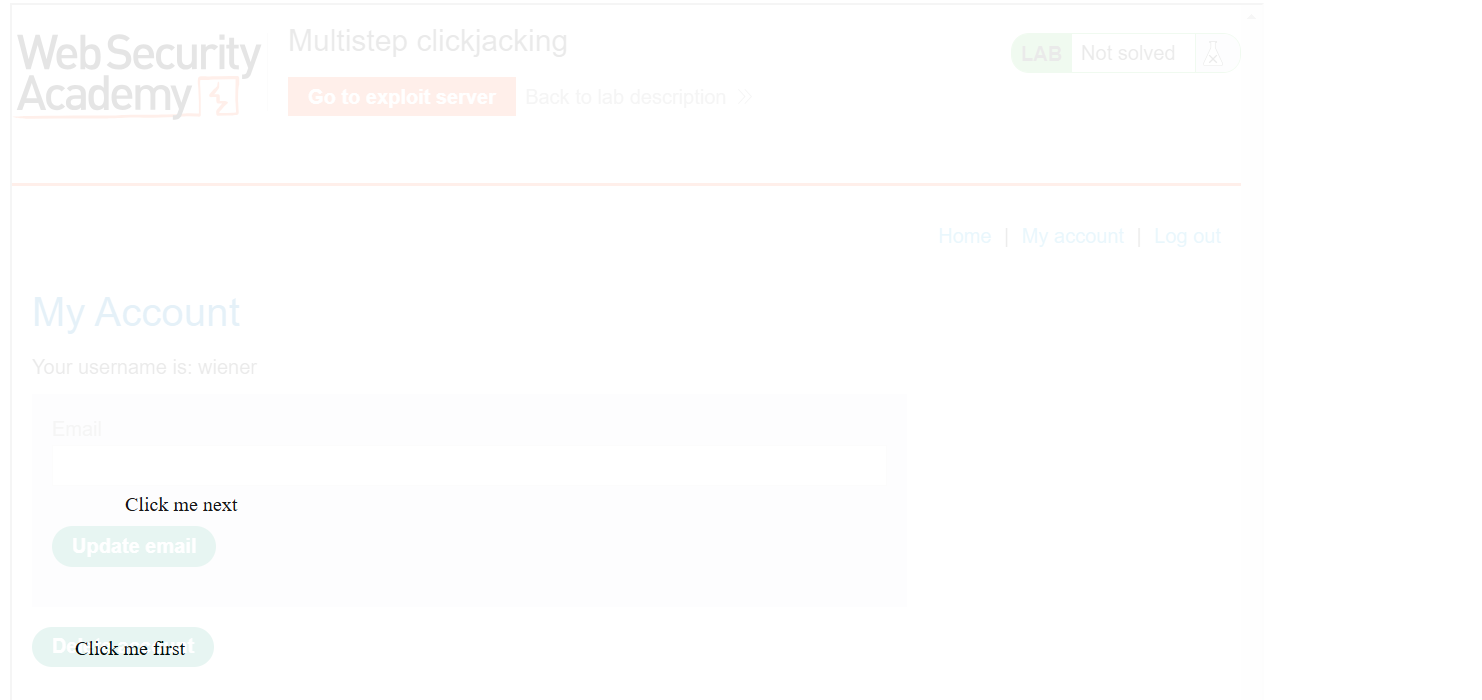 Web Security
Academy
Multistep clickjacking
Go to exploit server
Back to lab description
LAB Not solved
Home | My account | Log out
My Account
Your username is: wiener
Email
Click me next
Update email
Click me first